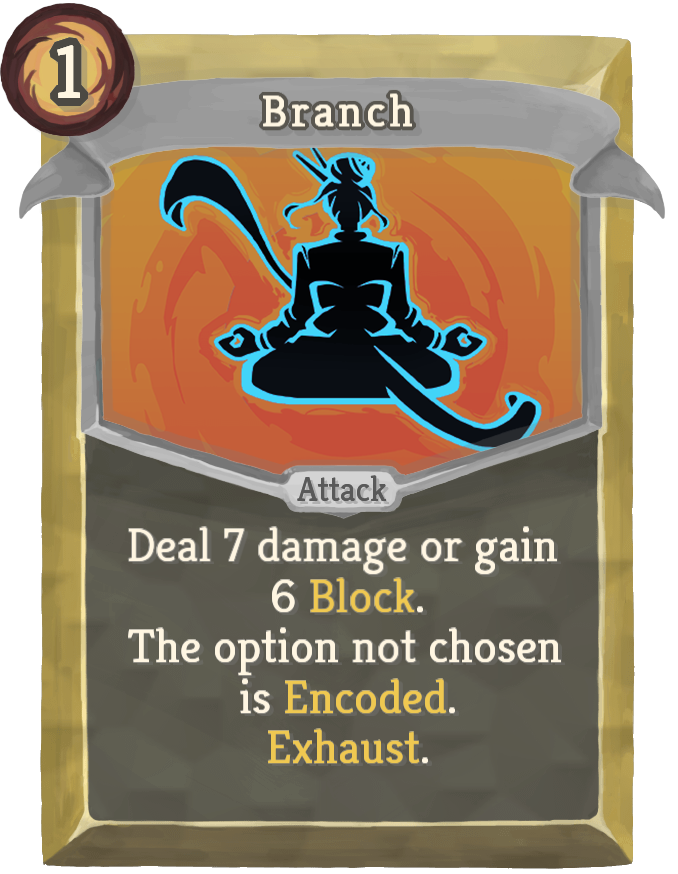 1
Branch
Attack
Deal 7 damage or gain
6 Block.
The option not chosen
is Encoded.
Exhaust.